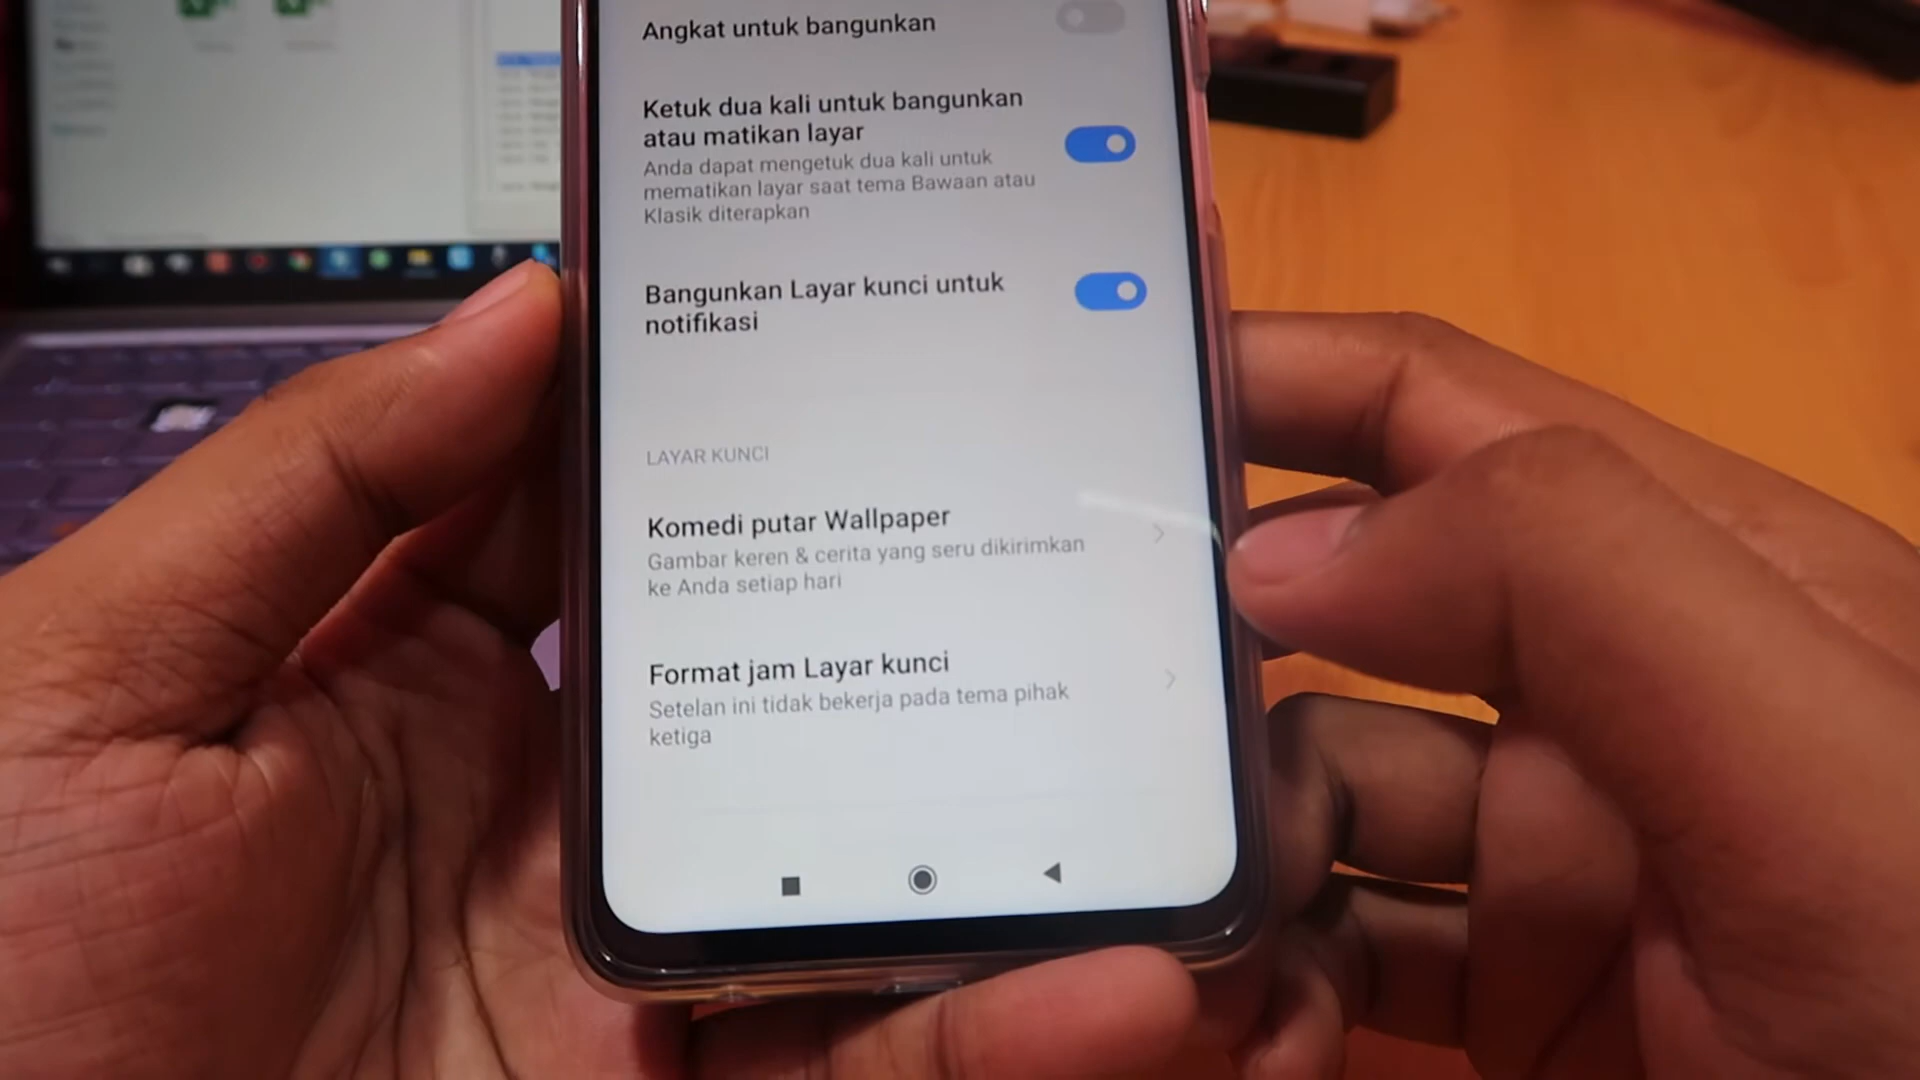 Angkat untuk bangunkan
Ketuk dua kali untuk bangunkan
atau matikan layar
Anda dapat mengetuk dua kali untuk
mematikan layar saat tema Bawaan atau
Klasik diterapkan
Bangunkan Layar kunci untuk
notifikasi
LAYAR KUNCI
Komedi putar Wallpaper
Gambar keren & cerita yang seru dikirimkan
ke Anda setiap hari
Format jam Layar kunci
Setelan ini tidak bekerja pada tema pihak
ketiga